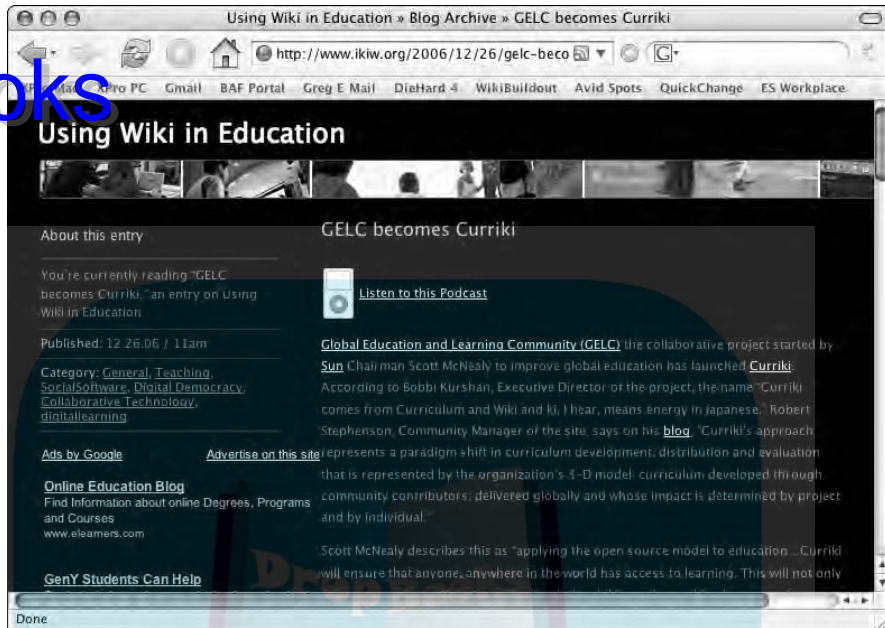 Using Wiki in Education » Blog Archive » GELC becomes Curriki
http://www.ikiw.org/2006/12/26/gelc-beco
G
oks
Mac XPro PC Gmail BAF Portal Greg E Mail DieHard 4 WikiBuildout Avid Spots QuickChange ES Workplace
Using Wiki in Education
About this entry
You're currently reading "GELC
becomes Curriki," an entry on Using
Wiki in Education
Published: 12.26.06 / 11am
Category: General, Teaching,
SocialSoftware, Digital Democracy,
Collaborative Technology,
digitallearning
Ads by Google Advertise on this site
Online Education Blog
Find Information about online Degrees, Programs
and Courses
www.elearners.com
GenY Students Can Help
GELC becomes Curriki
Listen to this Podcast
Global Education and Learning Community (GELC) the collaborative project started by
Sun Chairman Scott McNealy to improve global education has launched Curriki.
According to Bobbi Kurshan, Executive Director of the project, the name "Curriki
comes from Curriculum and Wiki and ki, I hear, means energy in Japanese." Robert
Stephenson, Community Manager of the site, says on his blog, "Curriki's approach
represents a paradigm shift in curriculum development, distribution and evaluation
that is represented by the organization's 3-D model: curriculum developed through
community contributors, delivered globally and whose impact is determined by project
and by individual."
Scott McNealy describes this as "applying the open source model to education...Curriki
will ensure that anyone, anywhere in the world has access to learning. This will not only
Drop
Done